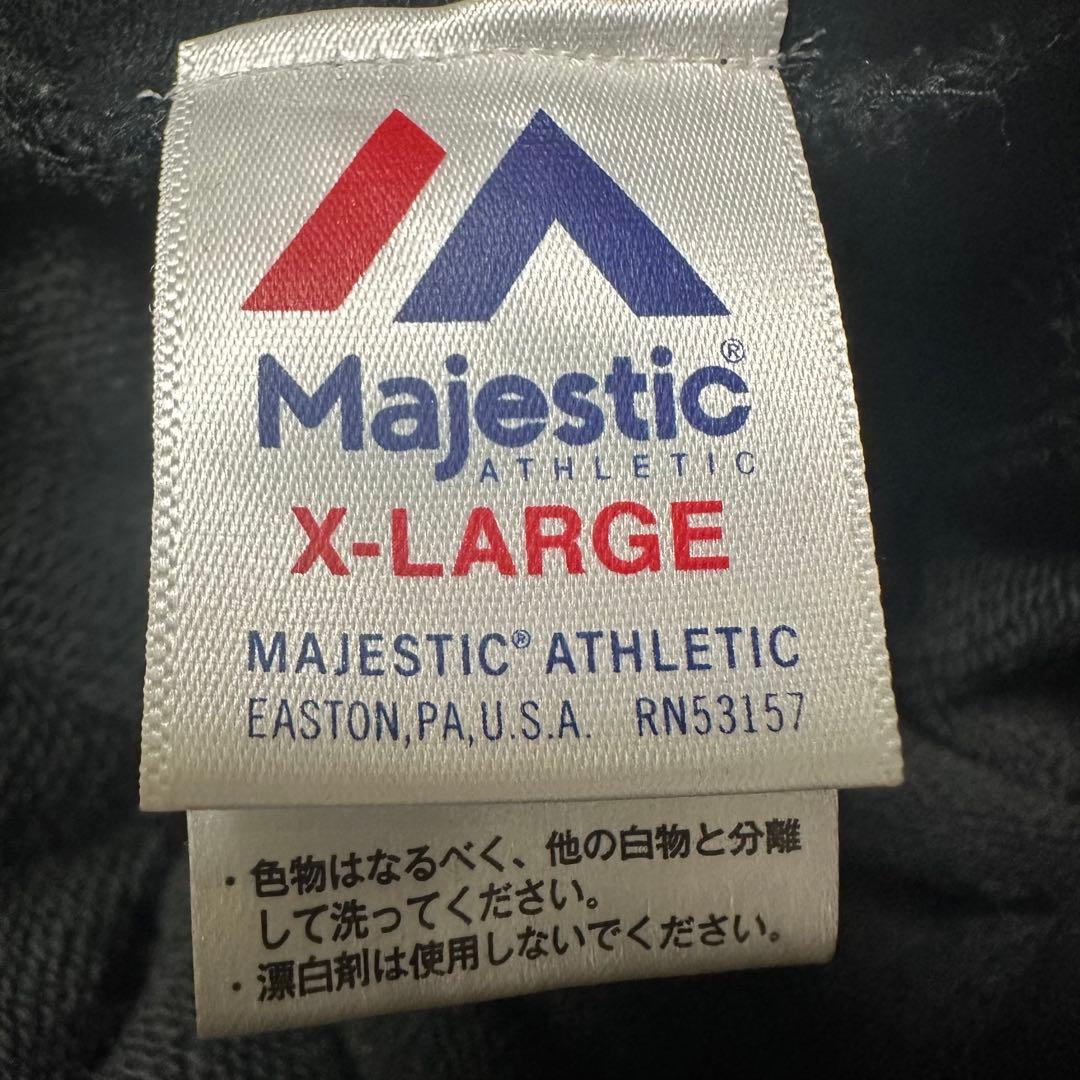 Majestic®
ATHLETIC
X-LARGE
MAJESTIC® ATHLETIC
EASTON,PA,U.S.A. RN53157
・色物はなるべく、他の白物と分離
して洗ってください。
・漂白剤は使用しないでください。